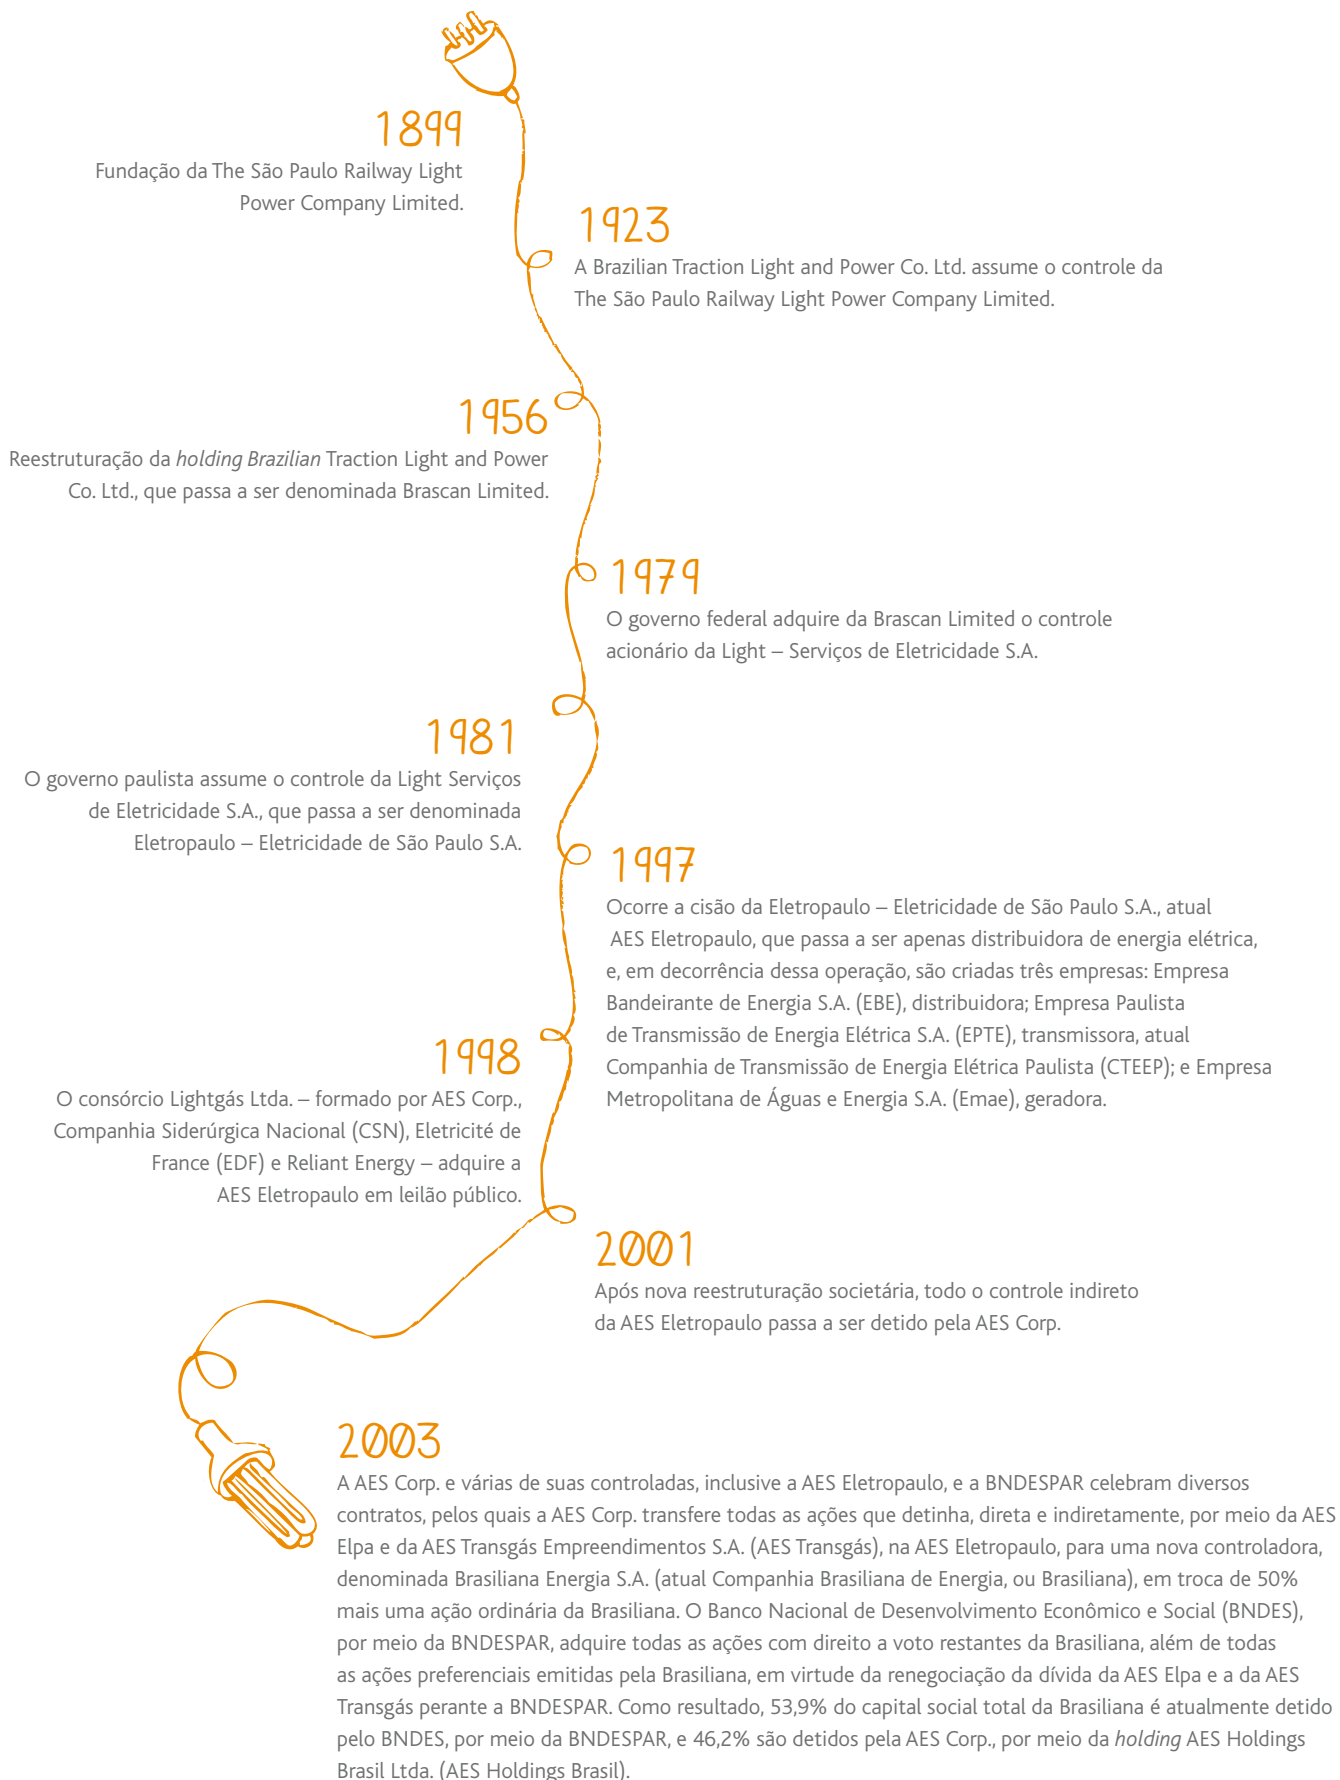 1899
Fundação da The São Paulo Railway Light
Power Company Limited.
1923
A Brazilian Traction Light and Power Co. Ltd. assume o controle da
The São Paulo Railway Light Power Company Limited.
1956
Reestruturação da holding Brazilian Traction Light and Power
Co. Ltd., que passa a ser denominada Brascan Limited.
1979
O governo federal adquire da Brascan Limited o controle
acionário da Light – Serviços de Eletricidade S.A.
1981
O governo paulista assume o controle da Light Serviços
de Eletricidade S.A., que passa a ser denominada
Eletropaulo – Eletricidade de São Paulo S.A.
1997
Ocorre a cisão da Eletropaulo – Eletricidade de São Paulo S.A., atual
AES Eletropaulo, que passa a ser apenas distribuidora de energia elétrica,
e, em decorrência dessa operação, são criadas três empresas: Empresa
Bandeirante de Energia S.A. (EBE), distribuidora; Empresa Paulista
de Transmissão de Energia Elétrica S.A. (EPTE), transmissora, atual
Companhia de Transmissão de Energia Elétrica Paulista (CTEEP); e Empresa
Metropolitana de Águas e Energia S.A. (Emae), geradora.
1998
O consórcio Lightgás Ltda. – formado por AES Corp.,
Companhia Siderúrgica Nacional (CSN), Eletricité de
France (EDF) e Reliant Energy – adquire a
AES Eletropaulo em leilão público.
2001
Após nova reestruturação societária, todo o controle indireto
da AES Eletropaulo passa a ser detido pela AES Corp.
2003
A AES Corp. e várias de suas controladas, inclusive a AES Eletropaulo, e a BNDESPAR celebram diversos
contratos, pelos quais a AES Corp. transfere todas as ações que detinha, direta e indiretamente, por meio da AES
Elpa e da AES Transgás Empreendimentos S.A. (AES Transgás), na AES Eletropaulo, para uma nova controladora,
denominada Brasiliana Energia S.A. (atual Companhia Brasiliana de Energia, ou Brasiliana), em troca de 50%
mais uma ação ordinária da Brasiliana. O Banco Nacional de Desenvolvimento Econômico e Social (BNDES),
por meio da BNDESPAR, adquire todas as ações com direito a voto restantes da Brasiliana, além de todas
as ações preferenciais emitidas pela Brasiliana, em virtude da renegociação da dívida da AES Elpa e a da AES
Transgás perante a BNDESPAR. Como resultado, 53,9% do capital social total da Brasiliana é atualmente detido
pelo BNDES, por meio da BNDESPAR, e 46,2% são detidos pela AES Corp., por meio da holding AES Holdings
Brasil Ltda. (AES Holdings Brasil).